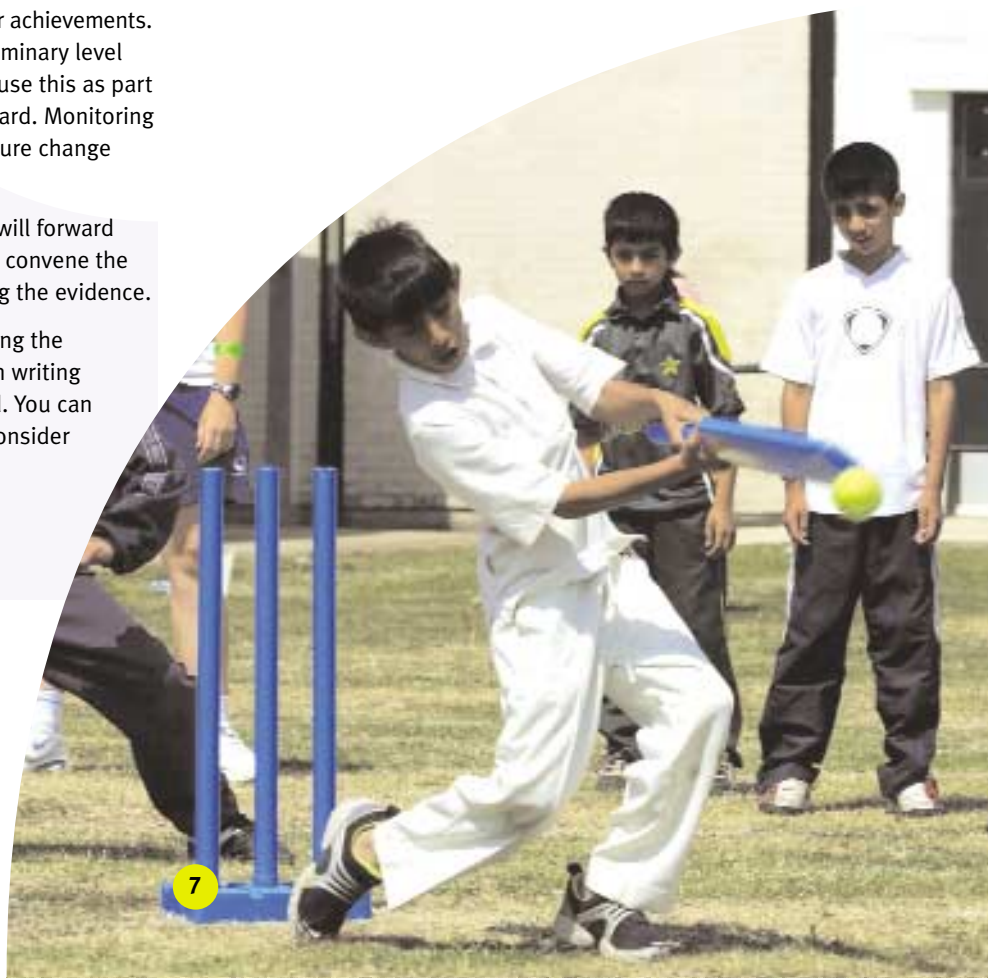 r achievements.
minary level
use this as part
ard. Monitoring
ure change
will forward
convene the
g the evidence.
ing the
n writing
d. You can
onsider
7